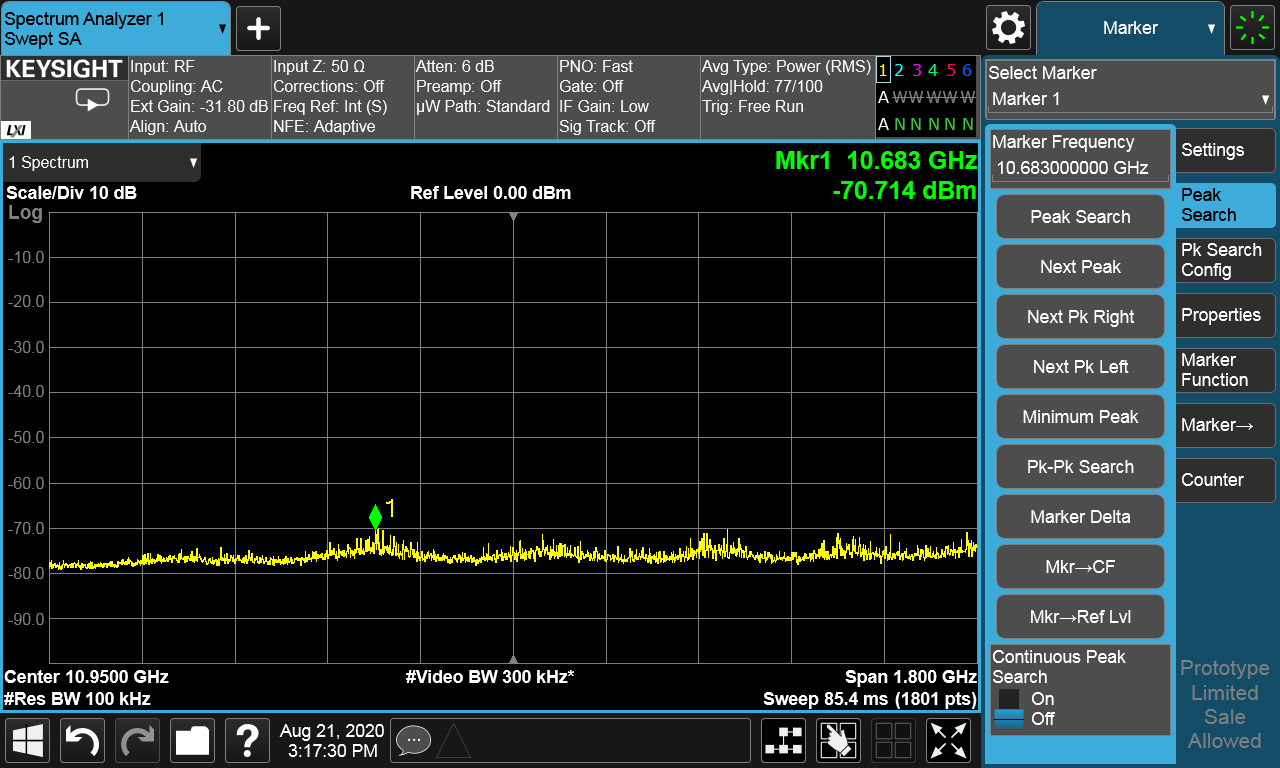 Spectrum Analyzer 1
Swept SA
Marker
KEYSIGHT
LXI
Input: RF
Coupling: AC
Ext Gain: -31.80 dB
Align: Auto
Input Z: 50 Ω
Corrections: Off
Freq Ref: Int (S)
NFE: Adaptive
Atten: 6 dB
Preamp: Off
µW Path: Standard
PNO: Fast
Gate: Off
IF Gain: Low
Sig Track: Off
Avg Type: Power (RMS)
Avg|Hold: 77/100
Trig: Free Run
1 2 3 4 5 6
A W W W W W
A N N N N N
Select Marker
Marker 1
1 Spectrum
Mkr1 10.683 GHz
-70.714 dBm
Scale/Div 10 dB
Ref Level 0.00 dBm
Log
-10.0
-20.0
-30.0
-40.0
-50.0
-60.0
-70.0
-80.0
-90.0
1
Center 10.9500 GHz
#Video BW 300 kHz*
Span 1.800 GHz
#Res BW 100 kHz
Sweep 85.4 ms (1801 pts)
Marker Frequency
10.683000000 GHz
Peak Search
Next Peak
Next Pk Right
Next Pk Left
Minimum Peak
Pk-Pk Search
Marker Delta
Mkr→CF
Mkr→Ref Lvl
Continuous Peak
Search
On
Off
Settings
Peak
Search
Pk Search
Config
Properties
Marker
Function
Marker→
Counter
Prototype
Limited
Sale
Allowed
?
Aug 21, 2020
3:17:30 PM